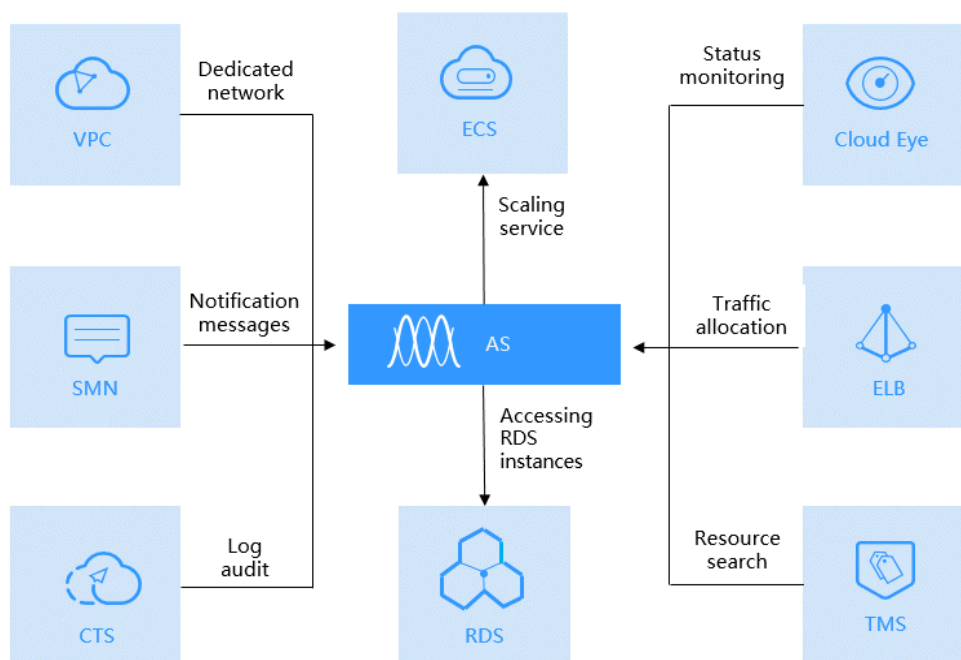 VPC
Dedicated
network
ECS
Status
monitoring
Cloud Eye
Scaling
service
SMN
Notification
messages
AS
Traffic
allocation
ELB
Accessing
RDS
instances
CTS
Log
audit
RDS
Resource
search
TMS